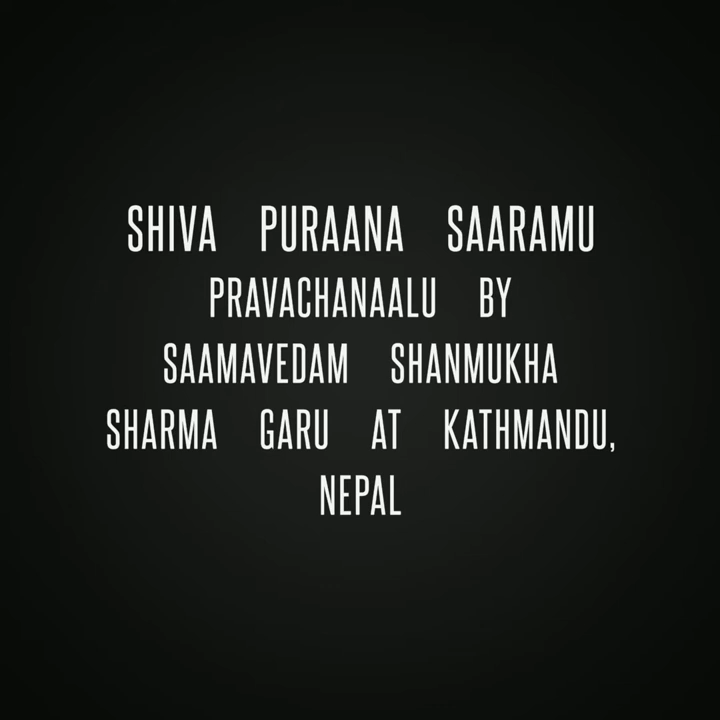 SHIVA PURAANA SAARAMU
PRAVACHANAALU BY
SAAMAVEDAM SHANMUKHA
SHARMA GARU AT KATHMANDU,
NEPAL